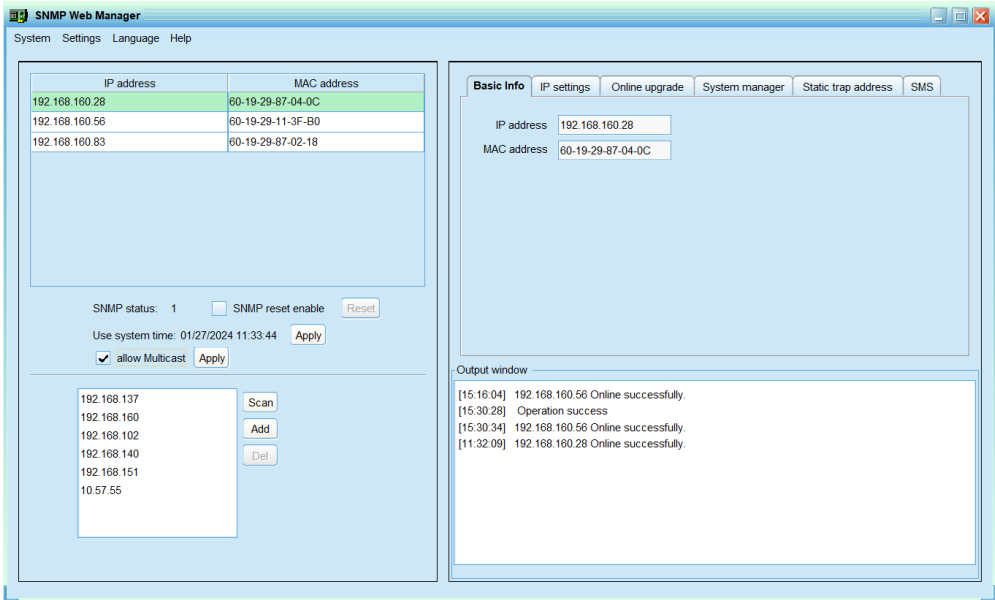 SNMP Web Manager
System Settings Language Help
IP address MAC address
192.168.160.28 60-19-29-87-04-0C
192.168.160.56 60-19-29-11-3F-B0
192.168.160.83 60-19-29-87-02-18
SNMP status: 1 SNMP reset enable Reset
Use system time: 01/27/2024 11:33:44 Apply
allow Multicast Apply
192.168.137
192.168.160
192.168.102
192.168.140
192.168.151
10.57.55
Scan
Add
Del
Basic Info IP settings Online upgrade System manager Static trap address SMS
IP address 192.168.160.28
MAC address 60-19-29-87-04-0C
Output window
[15:16:04] 192.168.160.56 Online successfully.
[15:30:28] Operation success
[15:30:34] 192.168.160.56 Online successfully.
[11:32:09] 192.168.160.28 Online successfully.